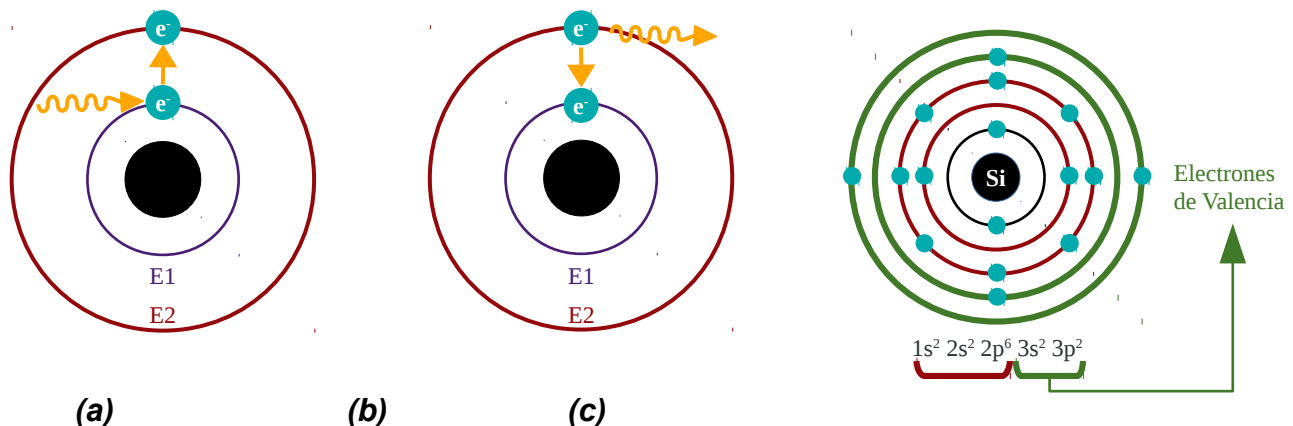 e-
e-
E1
E2
e-
e-
E1
E2
Si
Electrones
de Valencia
1s² 2s² 2p⁶ 3s² 3p²
(a)
(b)
(c)